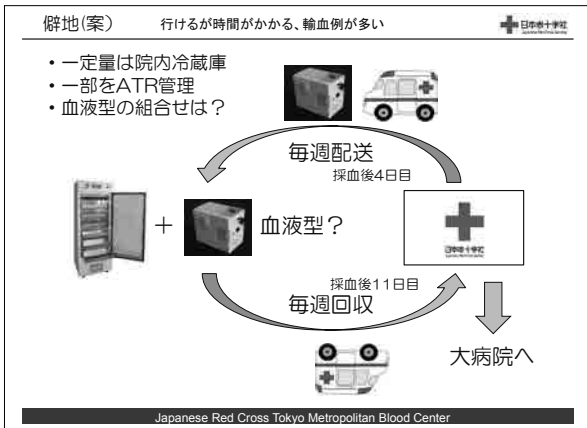 僻地(案)
行けるが時間がかかる、輸血例が多い
日本赤十字社
・一定量は院内冷蔵庫
・一部をATR管理
・血液型の組合せは?
毎週配送
採血後4日目
+
血液型?
日本赤十字社
採血後11日目
毎週回収
大病院へ
Japanese Red Cross Tokyo Metropolitan Blood Center